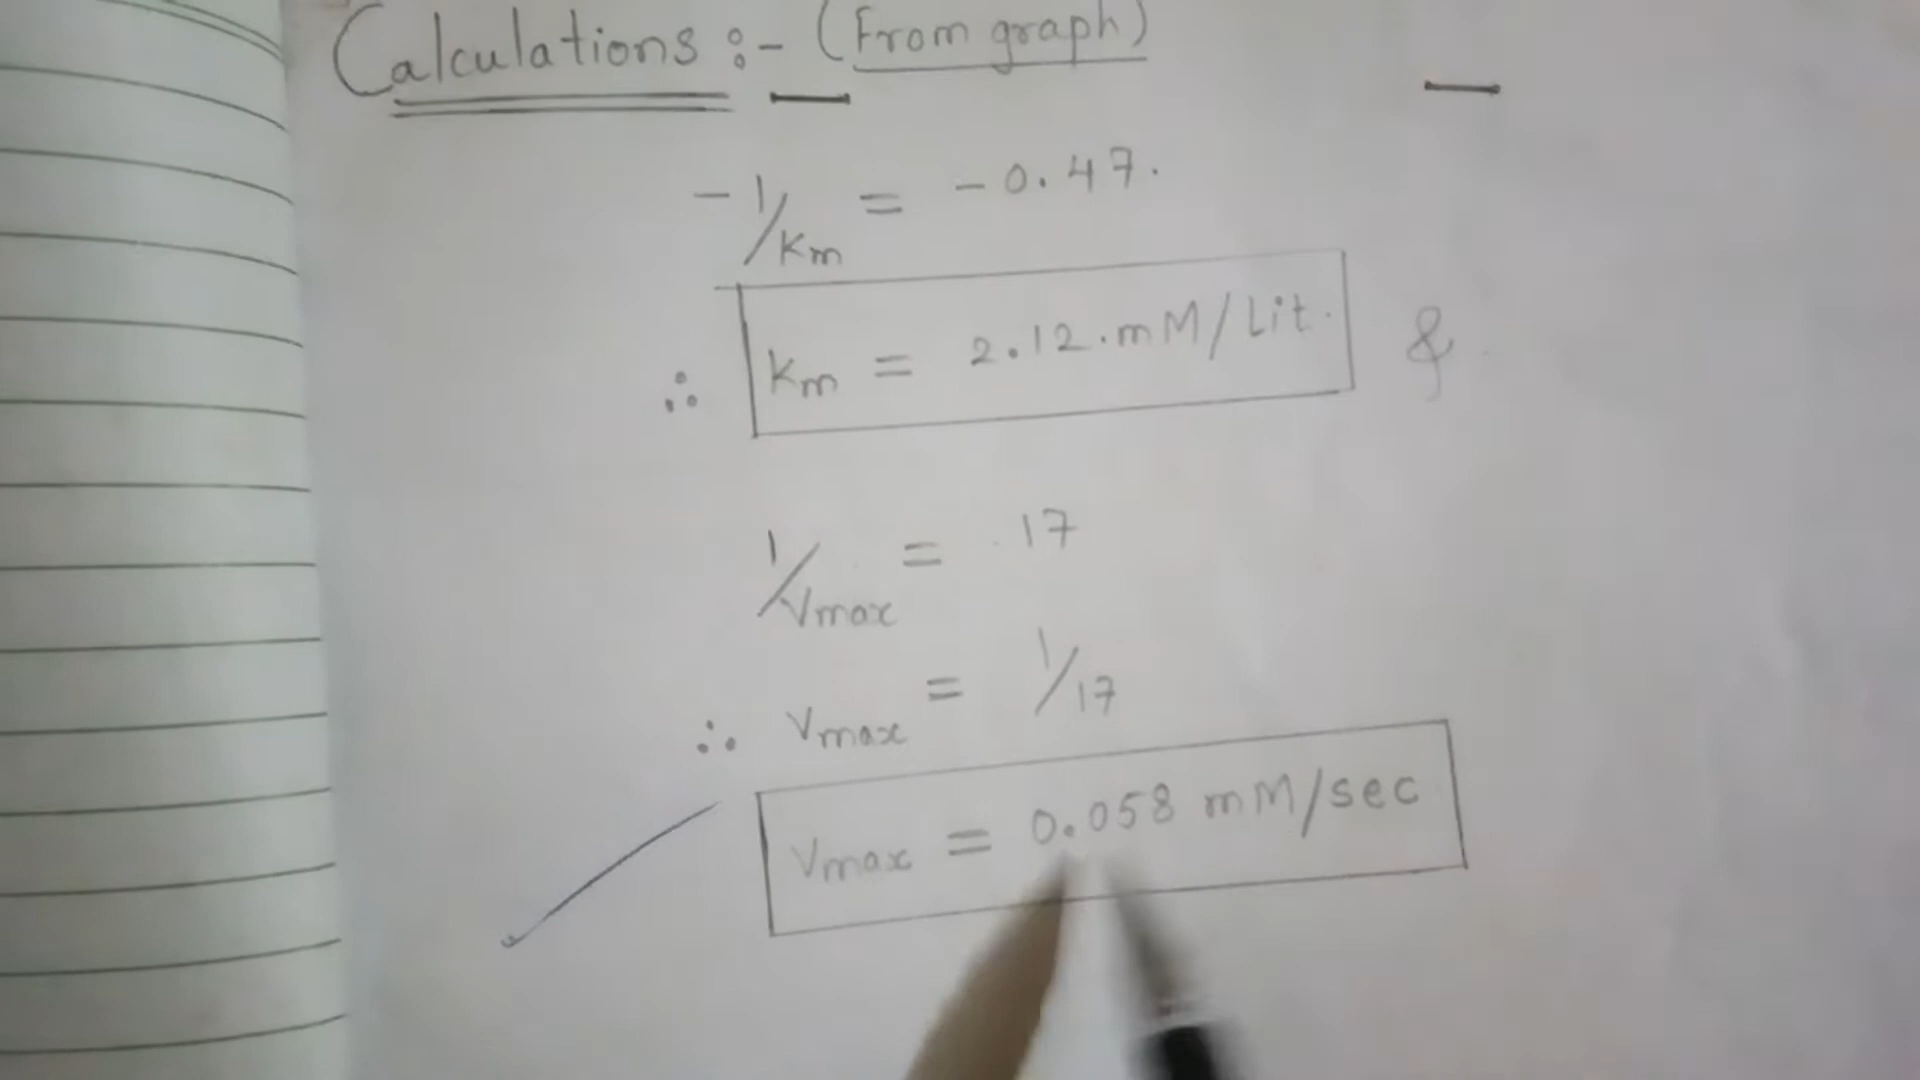 Calculations :- (From graph)
-1/Km = -0.47.
∴ Km = 2.12.mM/Lit. &
1/Vmax = 17
∴ Vmax = 1/17
Vmax = 0.058 mM/sec